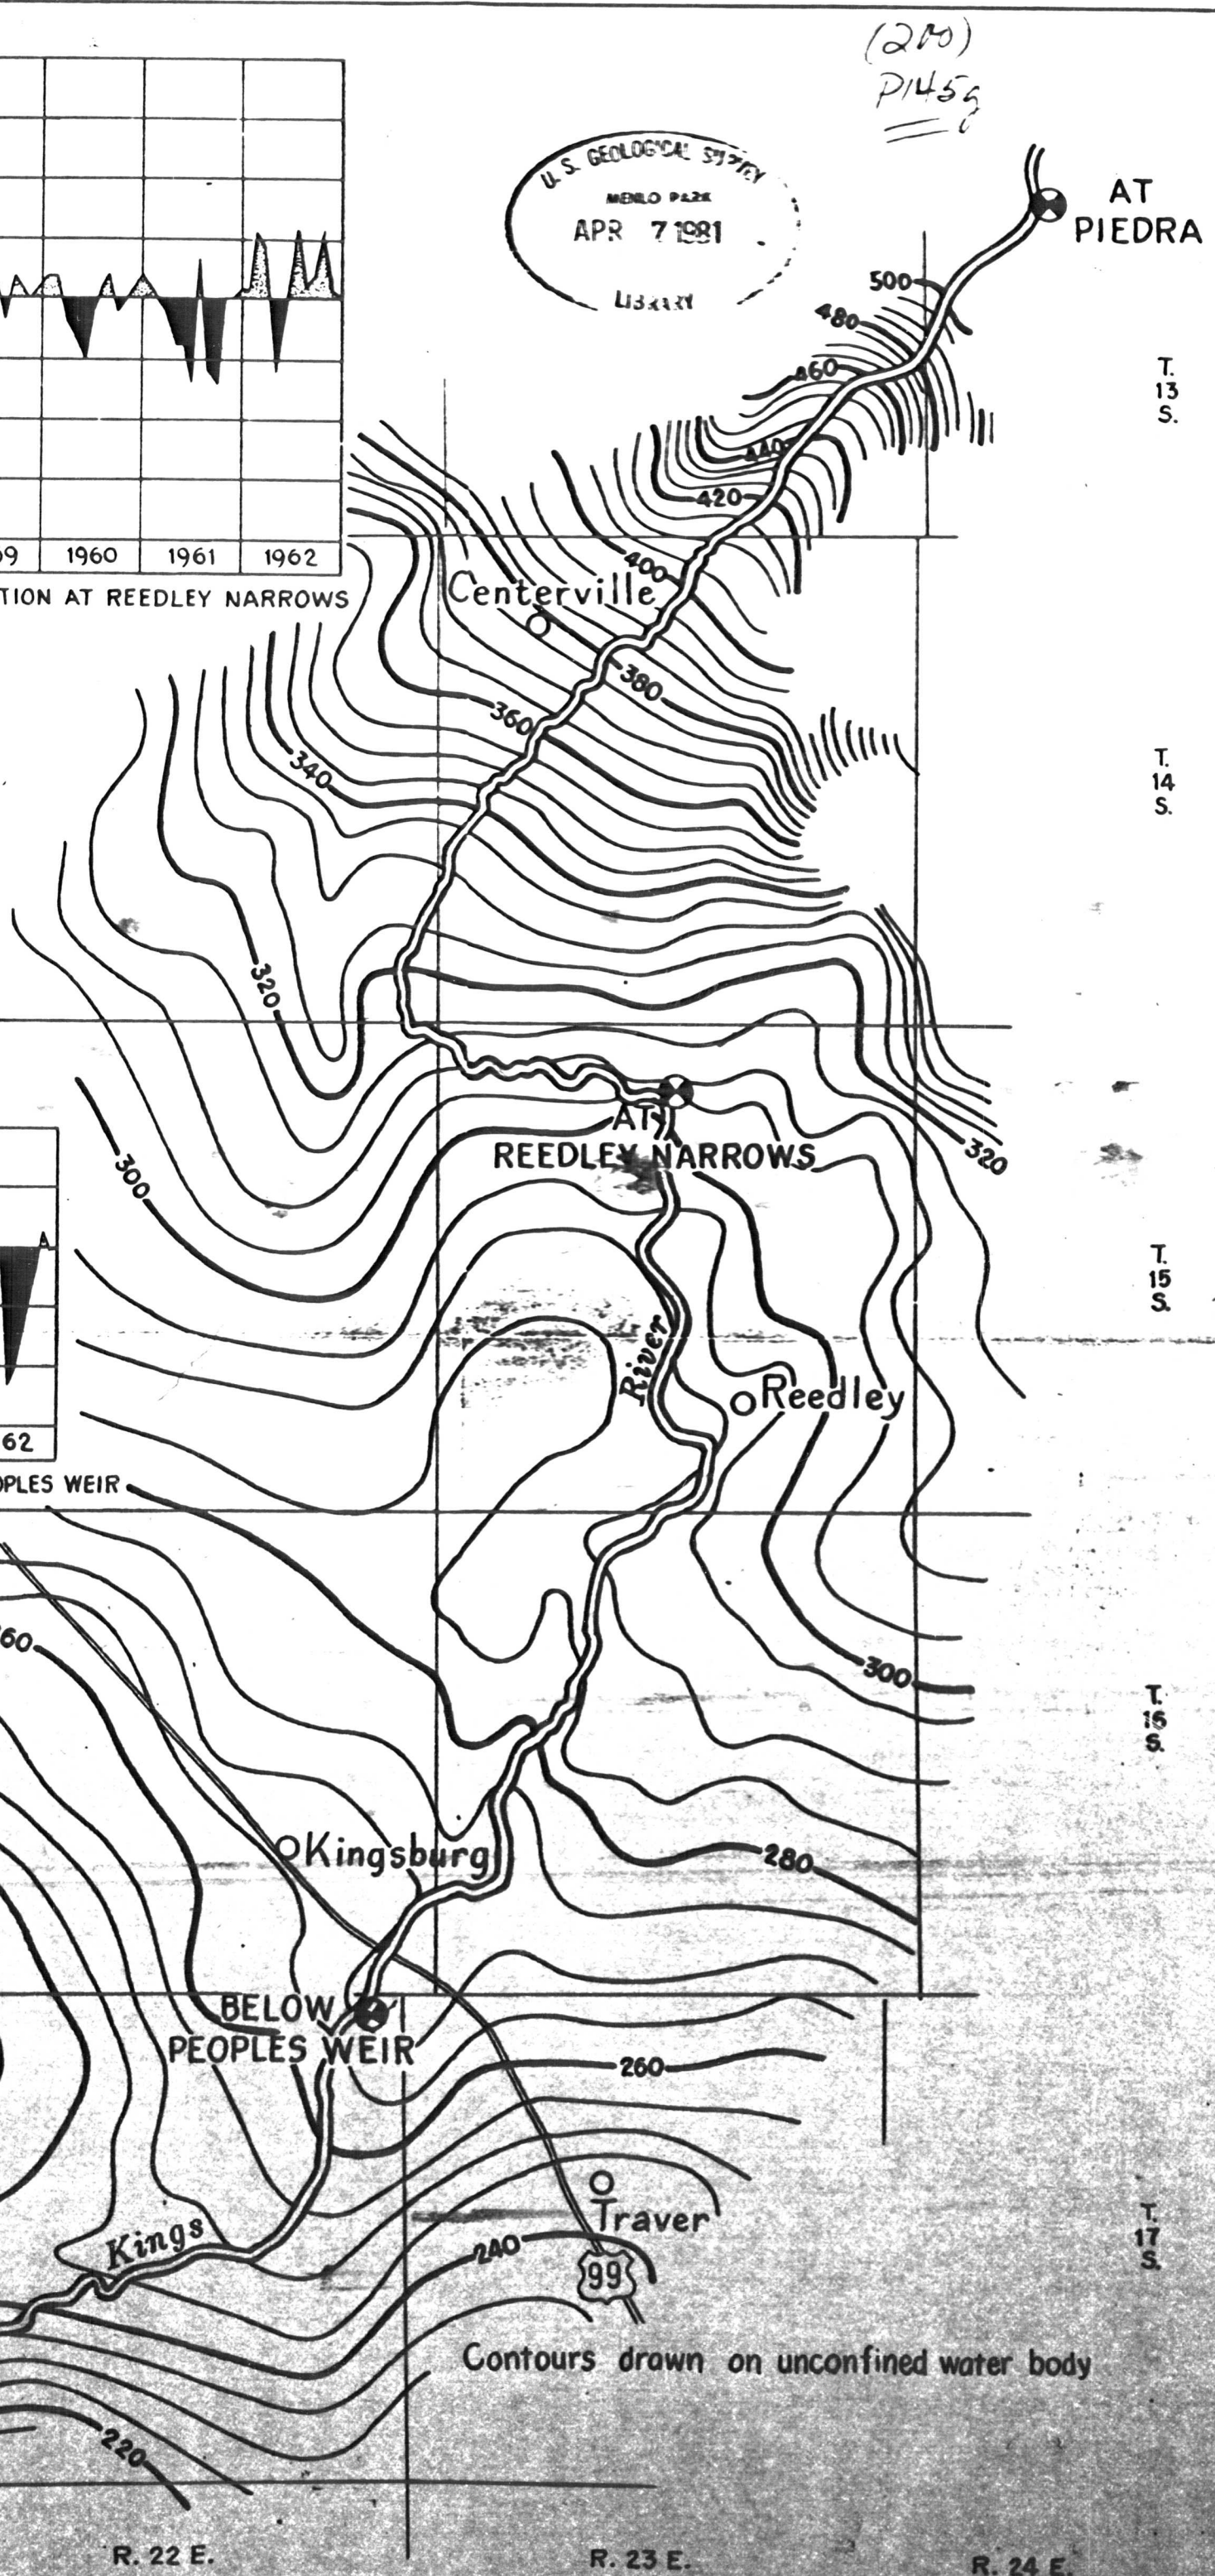 (200)
P145g
U. S. GEOLOGICAL SURVEY
MENLO PARK
APR 7 1981
LIBRARY
AT
PIEDRA
500
480
460
440
420
400
T.
13
S.
1960 1961 1962
TION AT REEDLEY NARROWS
Centerville
380
360
340
T.
14
S.
320
AT
REEDLEY NARROWS
320
300
T.
15
S.
River
Reedley
62
OPLES WEIR
60
300
T.
16
S.
Kingsburg
280
BELOW
PEOPLES WEIR
260
Traver
Kings
240
99
T.
17
S.
Contours drawn on unconfined water body
220
R. 22 E. R. 23 E. R. 24 E.